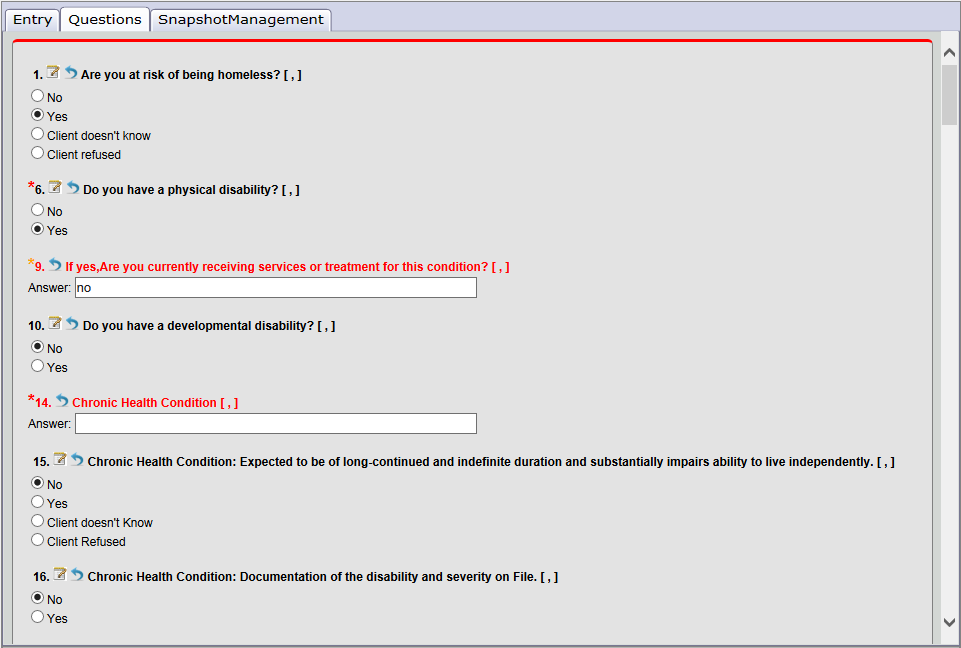 Entry Questions SnapshotManagement
1. Are you at risk of being homeless? [ , ]
No
Yes
Client doesn't know
Client refused
*6. Do you have a physical disability? [ , ]
No
Yes
*9. If yes,Are you currently receiving services or treatment for this condition? [ , ]
Answer: no
10. Do you have a developmental disability? [ , ]
No
Yes
*14. Chronic Health Condition [ , ]
Answer:
15. Chronic Health Condition: Expected to be of long-continued and indefinite duration and substantially impairs ability to live independently. [ , ]
No
Yes
Client doesn't Know
Client Refused
16. Chronic Health Condition: Documentation of the disability and severity on File. [ , ]
No
Yes